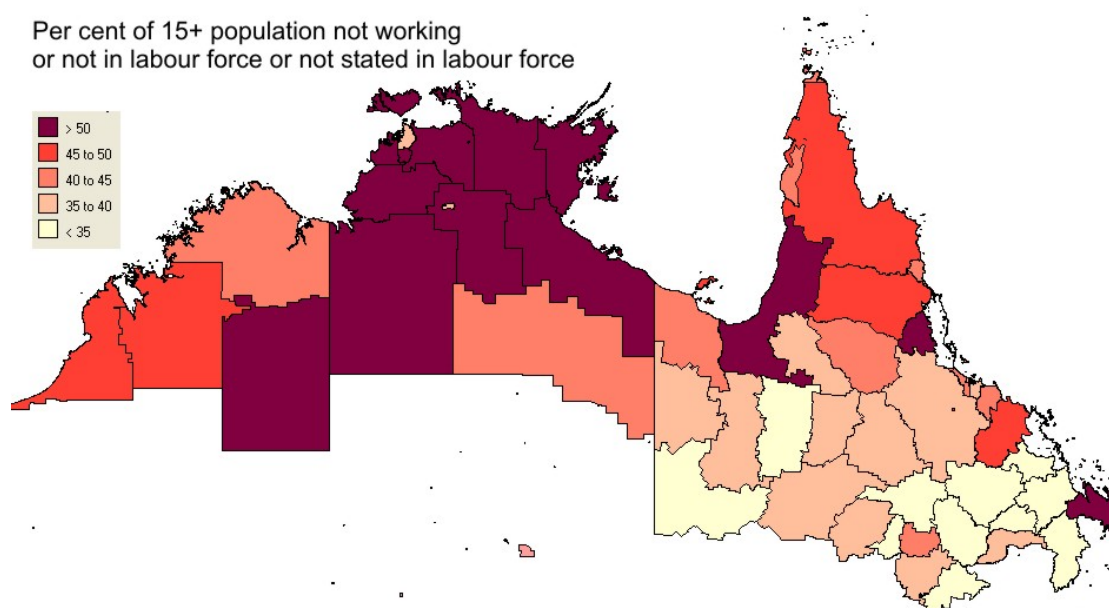 Per cent of 15+ population not working
or not in labour force or not stated in labour force
> 50
45 to 50
40 to 45
35 to 40
< 35